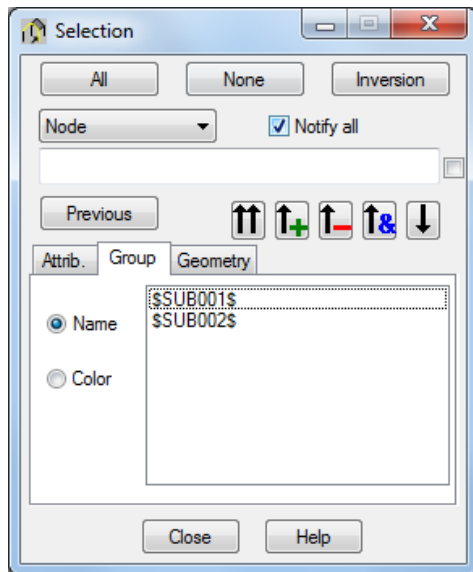 Selection
All None Inversion
Node Notify all
Previous &
Attrib. Group Geometry
Name
Color
$SUB001$
$SUB002$
Close Help